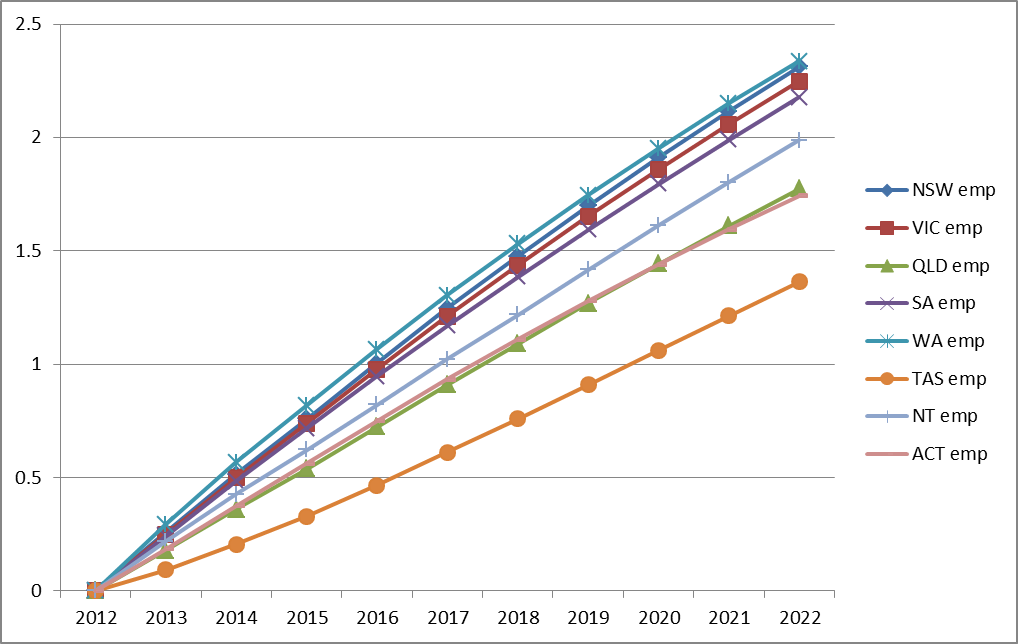 2.5
2
1.5
1
0.5
0
2012 2013 2014 2015 2016 2017 2018 2019 2020 2021 2022
NSW emp
VIC emp
QLD emp
SA emp
WA emp
TAS emp
NT emp
ACT emp